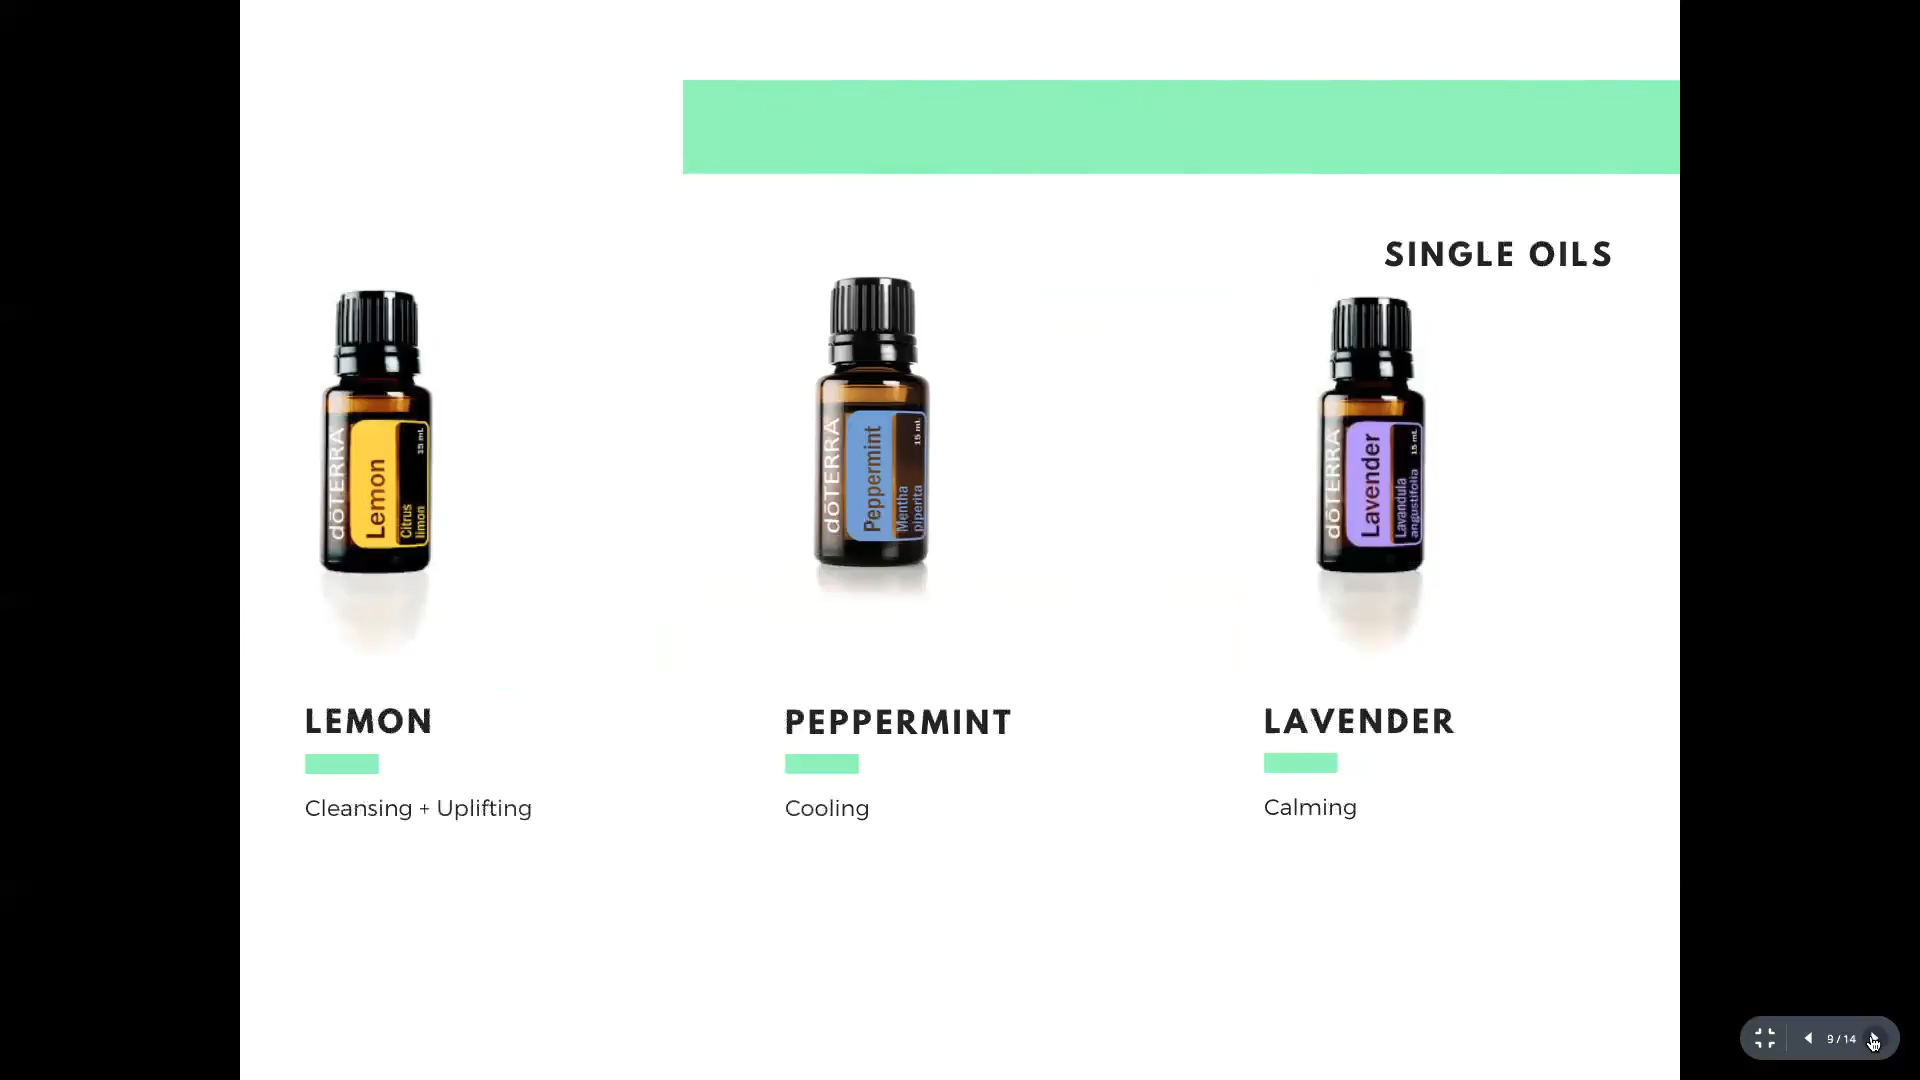 SINGLE OILS
dōTERRA
Lemon
Citrus
limon
15 mL
dōTERRA
Peppermint
Mentha
piperita
15 mL
dōTERRA
Lavender
Lavandula
angustifolia
15 mL
LEMON
PEPPERMINT
LAVENDER
Cleansing + Uplifting
Cooling
Calming
9 / 14